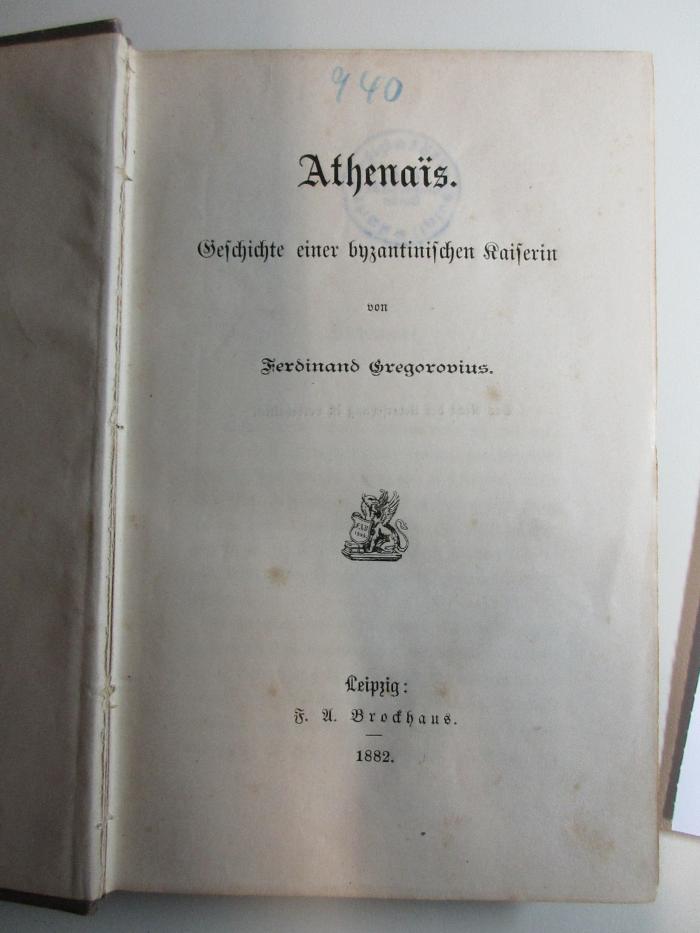 940
Athenaïs.
Geschichte einer byzantinischen Kaiserin
von
Ferdinand Gregorovius.
Leipzig:
F. A. Brockhaus.
1882.